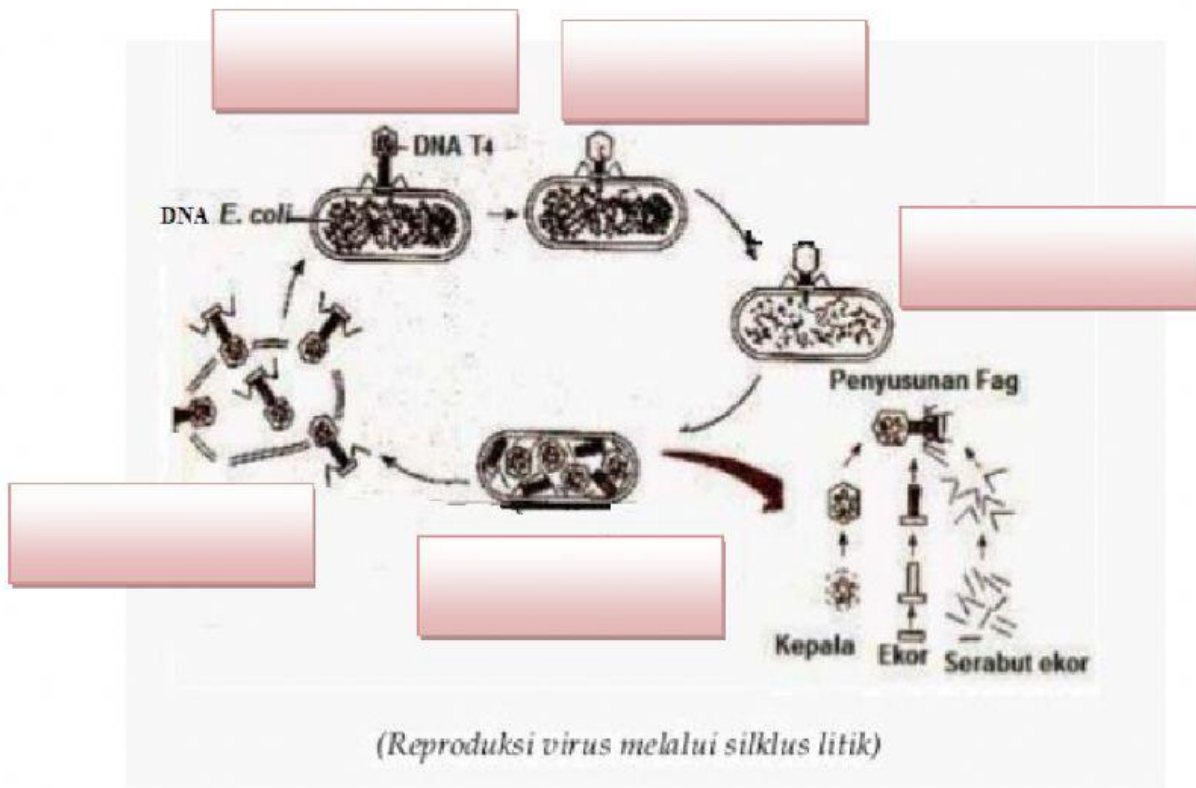 DNA T4
DNA E. coli
Penyusunan Fag
Kepala
Ekor
Serabut ekor
(Reproduksi virus melalui silklus litik)